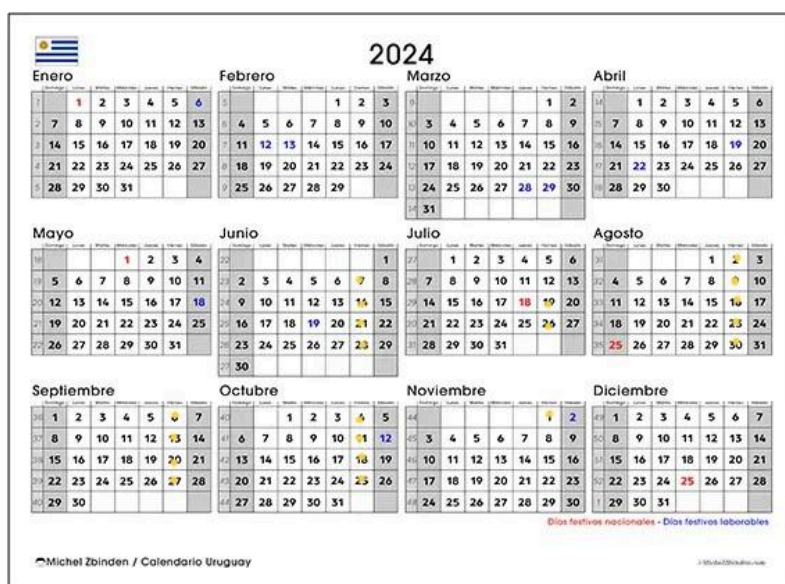 2024
Enero
1 2 3 4 5 6
7 8 9 10 11 12 13
14 15 16 17 18 19 20
21 22 23 24 25 26 27
28 29 30 31
Febrero
1 2 3
4 5 6 7 8 9 10
11 12 13 14 15 16 17
18 19 20 21 22 23 24
25 26 27 28 29
Marzo
1 2
3 4 5 6 7 8 9
10 11 12 13 14 15 16
17 18 19 20 21 22 23
24 25 26 27 28 29 30
31
Abril
1 2 3 4 5 6
7 8 9 10 11 12 13
14 15 16 17 18 19 20
21 22 23 24 25 26 27
28 29 30
Mayo
1 2 3 4
5 6 7 8 9 10 11
12 13 14 15 16 17 18
19 20 21 22 23 24 25
26 27 28 29 30 31
Junio
1
2 3 4 5 6 7 8
9 10 11 12 13 14 15
16 17 18 19 20 21 22
23 24 25 26 27 28 29
30
Julio
1 2 3 4 5 6
7 8 9 10 11 12 13
14 15 16 17 18 19 20
21 22 23 24 25 26 27
28 29 30 31
Agosto
1 2 3
4 5 6 7 8 10
11 12 13 14 15 16 17
18 19 20 21 22 23 24
25 26 27 28 29 30 31
Septiembre
1 2 3 4 5 6 7
8 9 10 11 12 13 14
15 16 17 18 19 20 21
22 23 24 25 26 27 28
29 30
Octubre
1 2 3 4 5
6 7 8 9 10 11 12
13 14 15 16 17 18 19
20 21 22 23 24 25 26
27 28 29 30 31
Noviembre
1 2
3 4 5 6 7 8 9
10 11 12 13 14 15 16
17 18 19 20 21 22 23
24 25 26 27 28 29 30
Diciembre
1 2 3 4 5 6 7
8 9 10 11 12 13 14
15 16 17 18 19 20 21
22 23 24 25 26 27 28
29 30 31
Días festivos nacionales - Días festivos laborables
Michel Zbinden / Calendario Uruguay